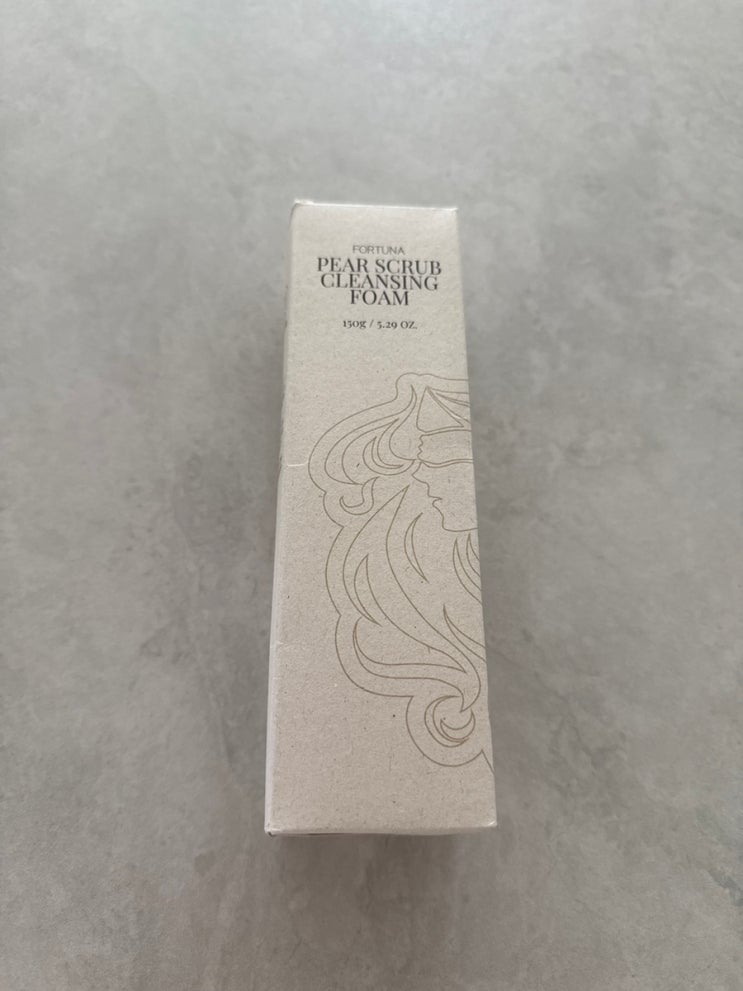 FORTUNA
PEAR SCRUB
CLEANSING
FOAM
150g / 5.29 OZ.